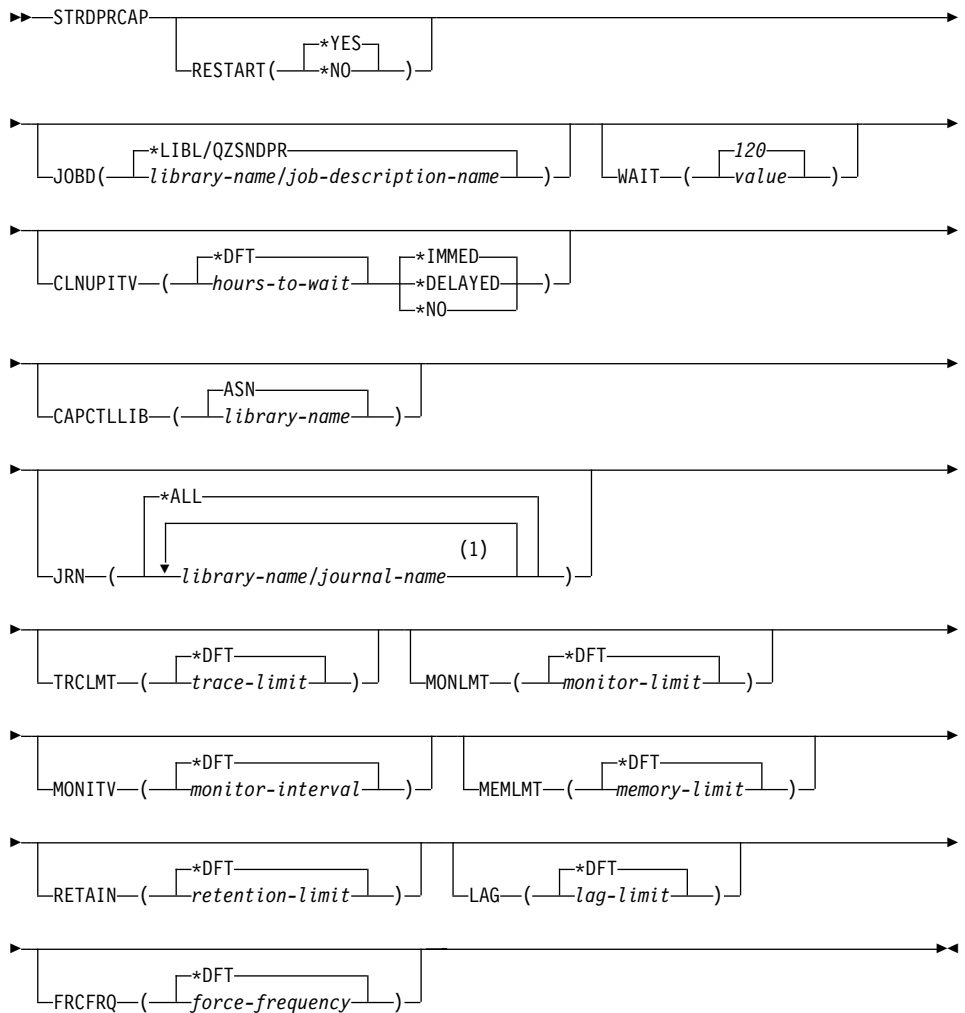 STRDPRCAP
*YES
RESTART( *NO )
*LIBL/QZSNDPR 120
JOBD( library-name/job-description-name ) WAIT ( value )
*DFT *IMMED
CLNUPITV ( hours-to-wait *DELAYED )
*NO
ASN
CAPCTLLIB ( library-name )
*ALL
(1)
JRN ( library-name/journal-name )
*DFT *DFT
TRCLMT ( trace-limit ) MONLMT ( monitor-limit )
*DFT *DFT
MONITV ( monitor-interval ) MEMLMT ( memory-limit )
*DFT *DFT
RETAIN ( retention-limit ) LAG ( lag-limit )
*DFT
FRCFRQ ( force-frequency )